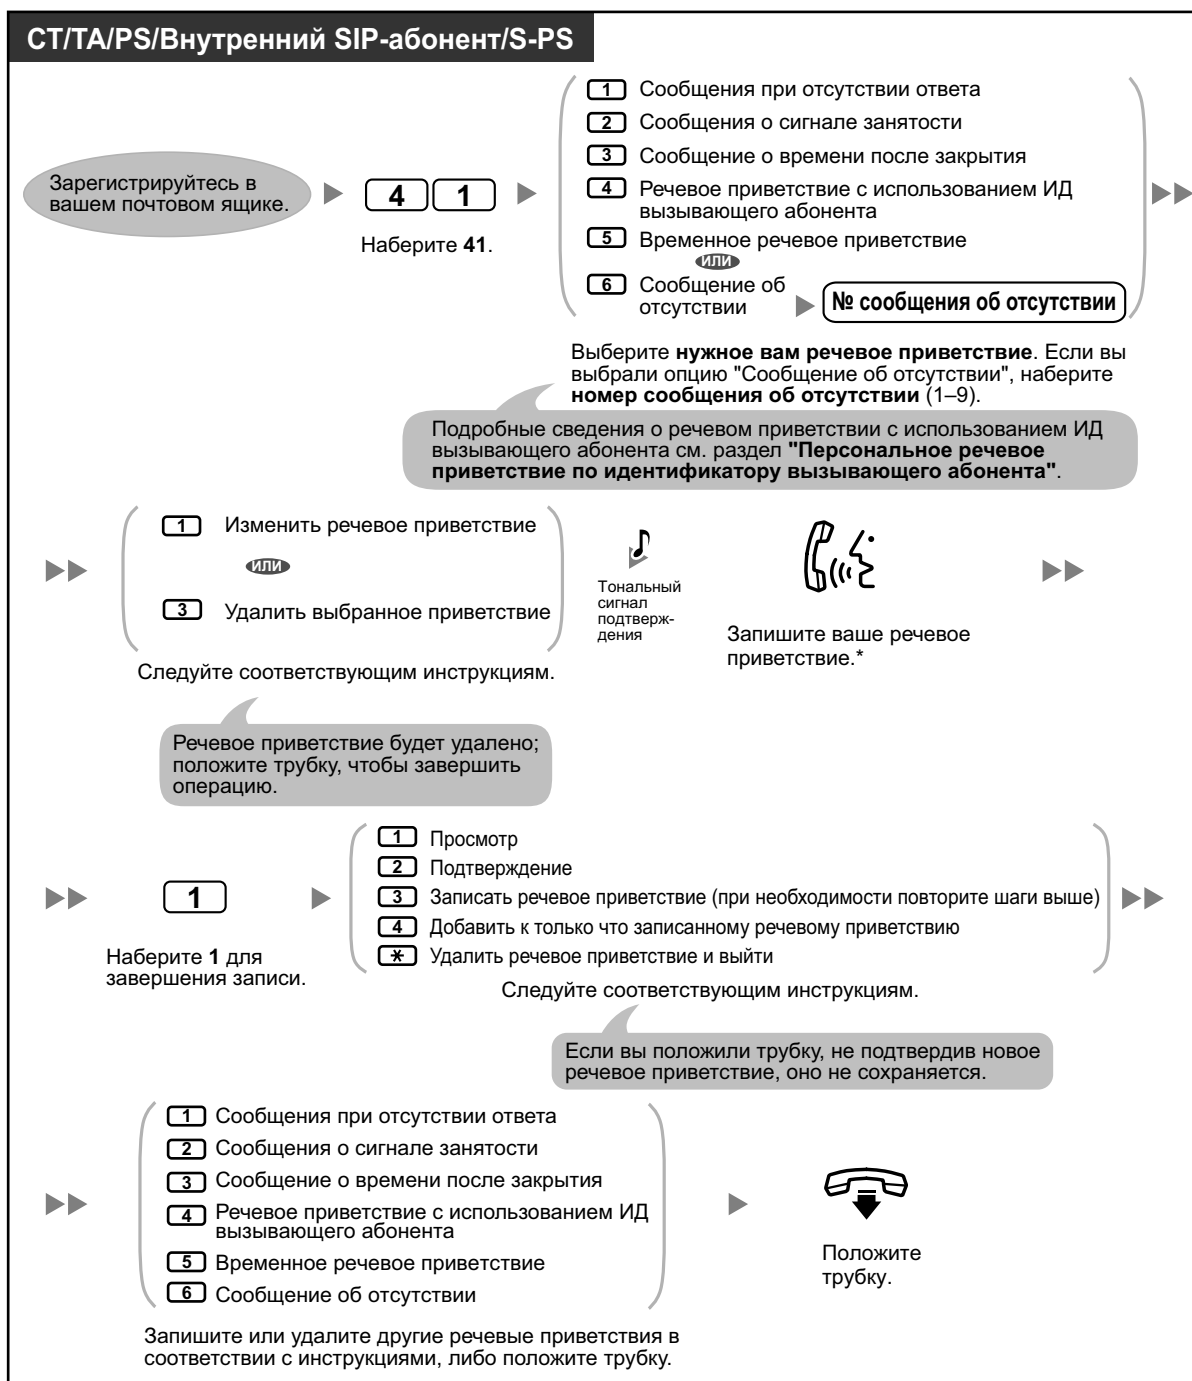 СТ/ТА/PS/Внутренний SIP-абонент/S-PS
Зарегистрируйтесь в
вашем почтовом ящике.
4 1
Наберите 41.
1 Сообщения при отсутствии ответа
2 Сообщения о сигнале занятости
3 Сообщение о времени после закрытия
4 Речевое приветствие с использованием ИД
вызывающего абонента
5 Временное речевое приветствие
ИЛИ
6 Сообщение об
отсутствии
№ сообщения об отсутствии
Выберите нужное вам речевое приветствие. Если вы
выбрали опцию "Сообщение об отсутствии", наберите
номер сообщения об отсутствии (1–9).
Подробные сведения о речевом приветствии с использованием ИД
вызывающего абонента см. раздел "Персональное речевое
приветствие по идентификатору вызывающего абонента".
1 Изменить речевое приветствие
ИЛИ
3 Удалить выбранное приветствие
Следуйте соответствующим инструкциям.
Тональный
сигнал
подтверж-
дения
Запишите ваше речевое
приветствие.*
Речевое приветствие будет удалено;
положите трубку, чтобы завершить
операцию.
1
Наберите 1 для
завершения записи.
1 Просмотр
2 Подтверждение
3 Записать речевое приветствие (при необходимости повторите шаги выше)
4 Добавить к только что записанному речевому приветствию
* Удалить речевое приветствие и выйти
Следуйте соответствующим инструкциям.
Если вы положили трубку, не подтвердив новое
речевое приветствие, оно не сохраняется.
1 Сообщения при отсутствии ответа
2 Сообщения о сигнале занятости
3 Сообщение о времени после закрытия
4 Речевое приветствие с использованием ИД
вызывающего абонента
5 Временное речевое приветствие
6 Сообщение об отсутствии
Запишите или удалите другие речевые приветствия в
соответствии с инструкциями, либо положите трубку.
Положите
трубку.